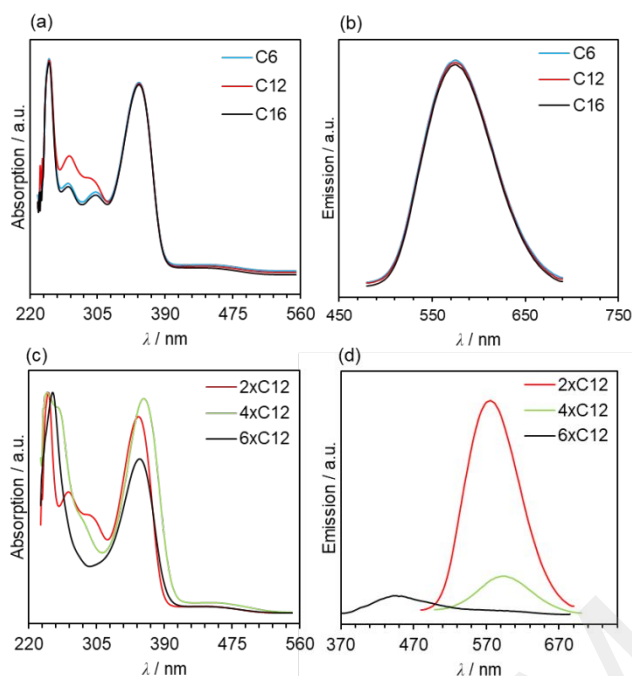 (a)
C6
C12
C16
Absorption / a.u.
220 305 390 475 560
λ / nm
(b)
C6
C12
C16
Emission / a.u.
450 550 650 750
λ / nm
(c)
2xC12
4xC12
6xC12
Absorption / a.u.
220 305 390 475 560
λ / nm
(d)
2xC12
4xC12
6xC12
Emission / a.u.
370 470 570 670
λ / nm